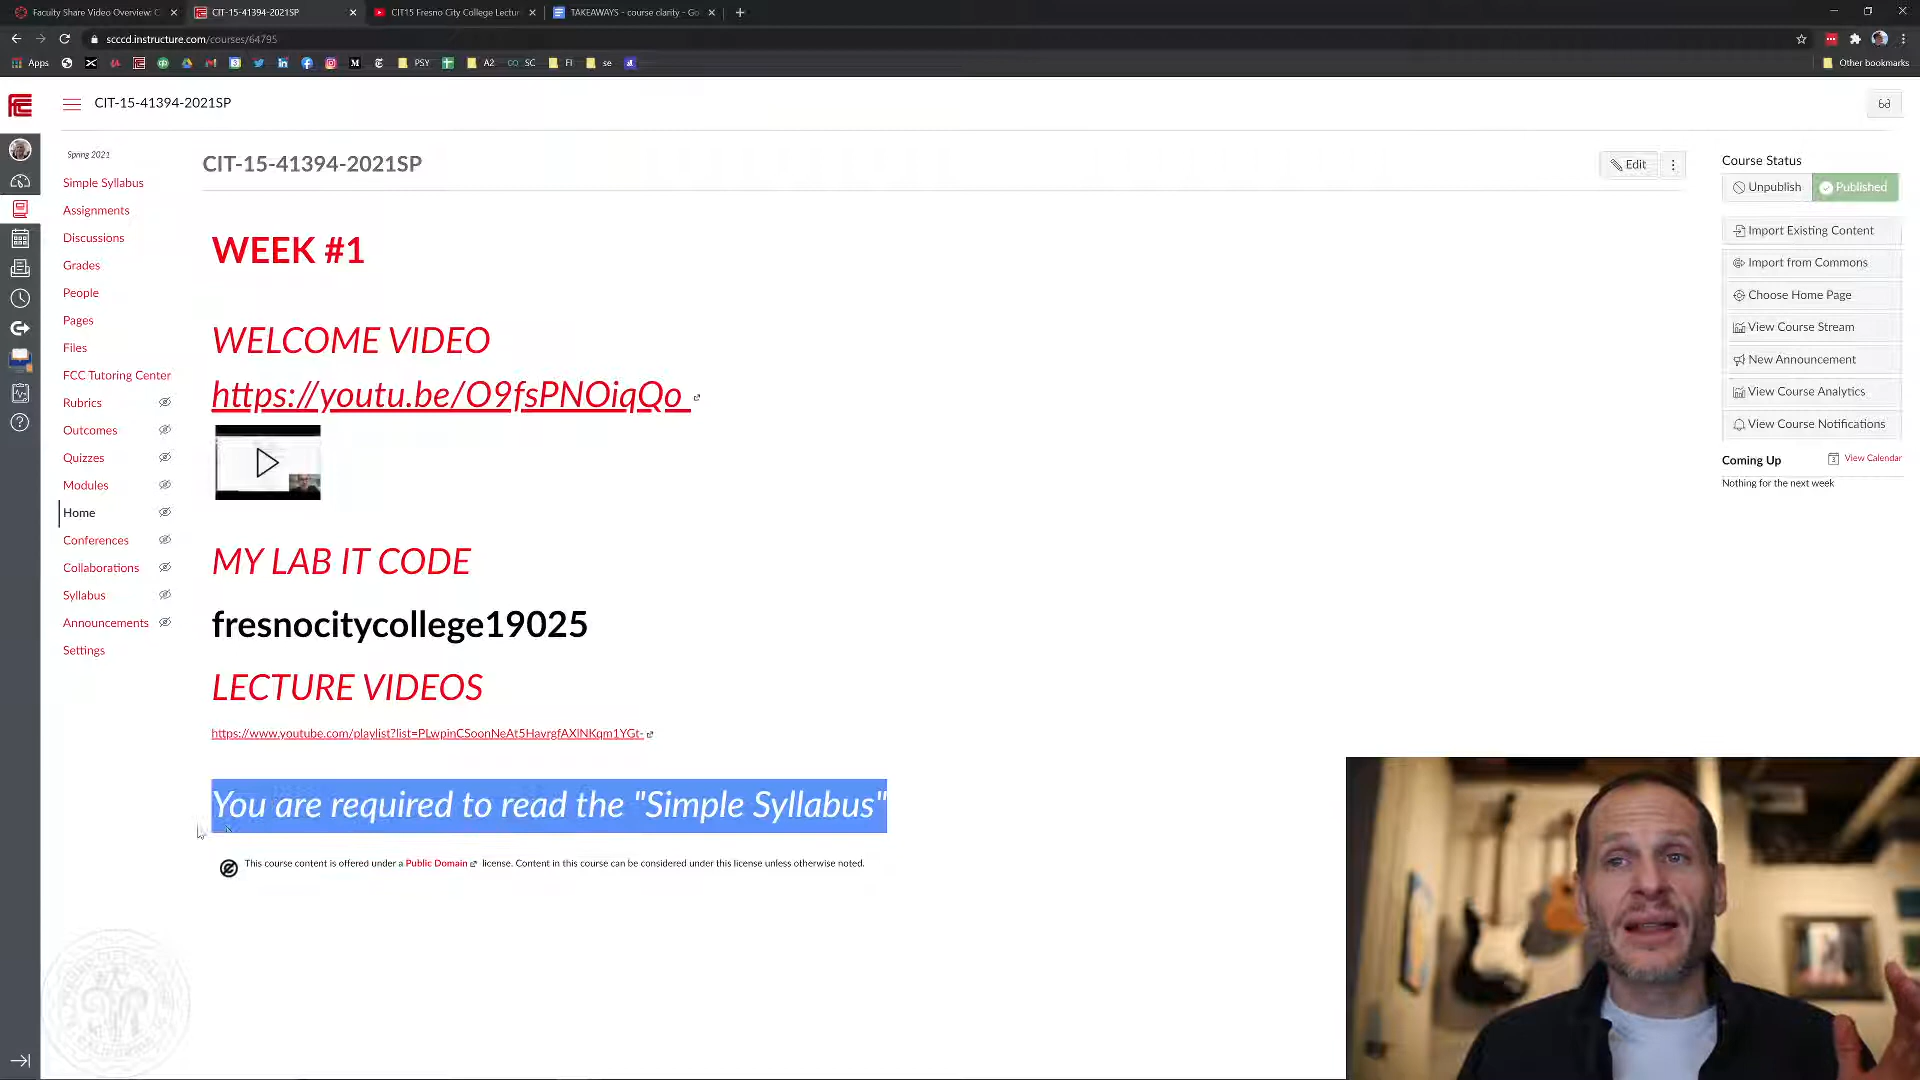 Faculty Share Video Overview: C
CIT-15-41394-2021SP
CIT15 Fresno City College Lectur
TAKEAWAYS - course clarity - Go
scccd.instructure.com/courses/64795
Apps
PSY
A2
SC
FI
se
Other bookmarks
CIT-15-41394-2021SP
Spring 2021
Simple Syllabus
Assignments
Discussions
Grades
People
Pages
Files
FCC Tutoring Center
Rubrics
Outcomes
Quizzes
Modules
Home
Conferences
Collaborations
Syllabus
Announcements
Settings
CIT-15-41394-2021SP
Edit
WEEK #1
WELCOME VIDEO
https://youtu.be/O9fsPNOiqQo
MY LAB IT CODE
fresnocitycollege19025
LECTURE VIDEOS
https://www.youtube.com/playlist?list=PLwpinCSoonNeAt5HavrgfAXlNKqm1YGt-
You are required to read the "Simple Syllabus"
This course content is offered under a Public Domain license. Content in this course can be considered under this license unless otherwise noted.
Course Status
Unpublish
Published
Import Existing Content
Import from Commons
Choose Home Page
View Course Stream
New Announcement
View Course Analytics
View Course Notifications
Coming Up
View Calendar
Nothing for the next week